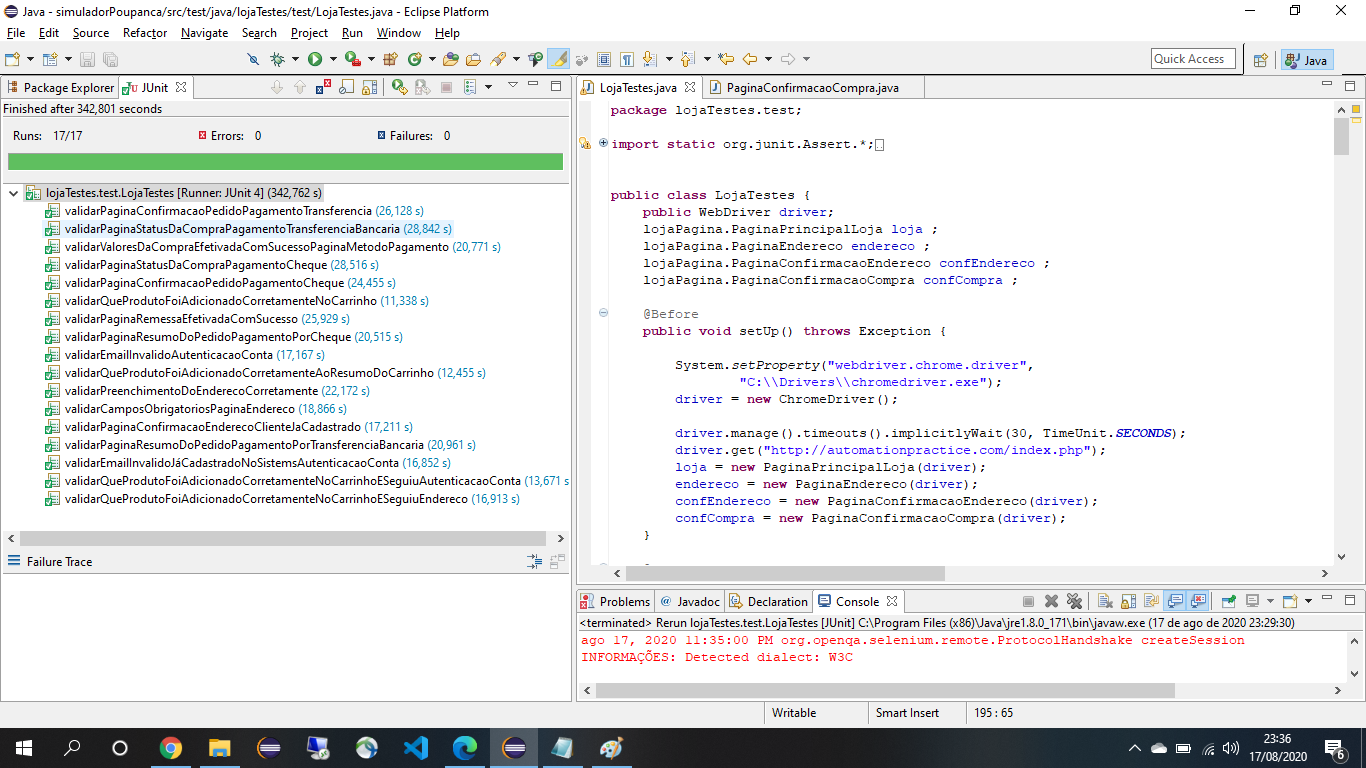 Java - simuladorPoupanca/src/test/java/lojaTestes/test/LojaTestes.java - Eclipse Platform
File Edit Source Refactor Navigate Search Project Run Window Help
Quick Access
Java
Package Explorer
JUnit
Finished after 342,801 seconds
Runs: 17/17
Errors: 0
Failures: 0
lojaTestes.test.LojaTestes [Runner: JUnit 4] (342,762 s)
validarPaginaConfirmacaoPedidoPagamentoTransferencia (26,128 s)
validarPaginaStatusDaCompraPagamentoTransferenciaBancaria (28,842 s)
validarValoresDaCompraEfetivadaComSucessoPaginaMetodoPagamento (20,771 s)
validarPaginaStatusDaCompraPagamentoCheque (28,516 s)
validarPaginaConfirmacaoPedidoPagamentoCheque (24,455 s)
validarQueProdutoFoiAdicionadoCorretamenteNoCarrinho (11,338 s)
validarPaginaRemessaEfetivadaComSucesso (25,929 s)
validarPaginaResumoDoPedidoPagamentoPorCheque (20,515 s)
validarEmailInvalidoAutenticacaoConta (17,167 s)
validarQueProdutoFoiAdicionadoCorretamenteAoResumoDoCarrinho (12,455 s)
validarPreenchimentoDoEnderecoCorretamente (22,172 s)
validarCamposObrigatoriosPaginaEndereco (18,866 s)
validarPaginaConfirmacaoEnderecoClienteJaCadastrado (17,211 s)
validarPaginaResumoDoPedidoPagamentoPorTransferenciaBancaria (20,961 s)
validarEmailInvalidoJáCadastradoNoSistemsAutenticacaoConta (16,852 s)
validarQueProdutoFoiAdicionadoCorretamenteNoCarrinhoESeguiuAutenticacaoConta (13,671 s
validarQueProdutoFoiAdicionadoCorretamenteNoCarrinhoESeguiuEndereco (16,913 s)
Failure Trace
LojaTestes.java
PaginaConfirmacaoCompra.java
package lojaTestes.test;
import static org.junit.Assert.*;
public class LojaTestes {
public WebDriver driver;
lojaPagina.PaginaPrincipalLoja loja ;
lojaPagina.PaginaEndereco endereco ;
lojaPagina.PaginaConfirmacaoEndereco confEndereco ;
lojaPagina.PaginaConfirmacaoCompra confCompra ;
@Before
public void setUp() throws Exception {
System.setProperty("webdriver.chrome.driver",
"C:\\Drivers\\chromedriver.exe");
driver = new ChromeDriver();
driver.manage().timeouts().implicitlyWait(30, TimeUnit.SECONDS);
driver.get("http://automationpractice.com/index.php");
loja = new PaginaPrincipalLoja(driver);
endereco = new PaginaEndereco(driver);
confEndereco = new PaginaConfirmacaoEndereco(driver);
confCompra = new PaginaConfirmacaoCompra(driver);
}
Problems
Javadoc
Declaration
Console
<terminated> Rerun lojaTestes.test.LojaTestes [JUnit] C:\Program Files (x86)\Java\jre1.8.0_171\bin\javaw.exe (17 de ago de 2020 23:29:30)
ago 17, 2020 11:35:00 PM org.openqa.selenium.remote.ProtocolHandshake createSession
INFORMAÇÕES: Detected dialect: W3C
Writable
Smart Insert
195 : 65
23:36
17/08/2020
6